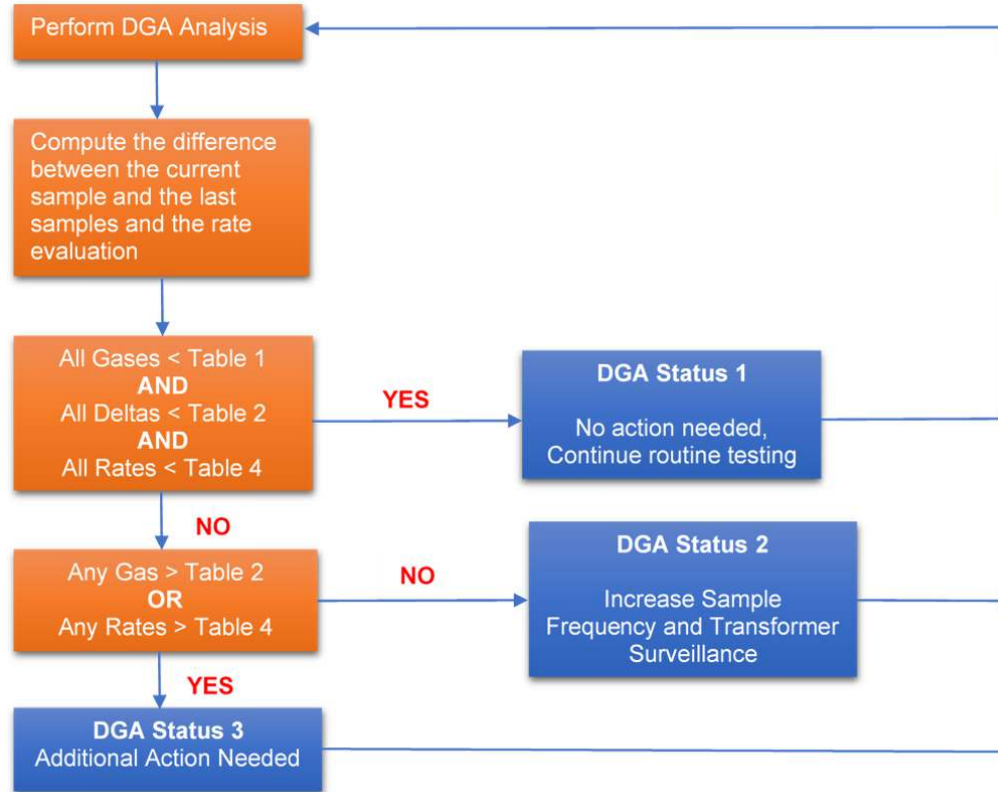 Perform DGA Analysis
Compute the difference
between the current
sample and the last
samples and the rate
evaluation
All Gases < Table 1
AND
All Deltas < Table 2
AND
All Rates < Table 4
YES
DGA Status 1
No action needed,
Continue routine testing
NO
Any Gas > Table 2
OR
Any Rates > Table 4
NO
DGA Status 2
Increase Sample
Frequency and Transformer
Surveillance
YES
DGA Status 3
Additional Action Needed